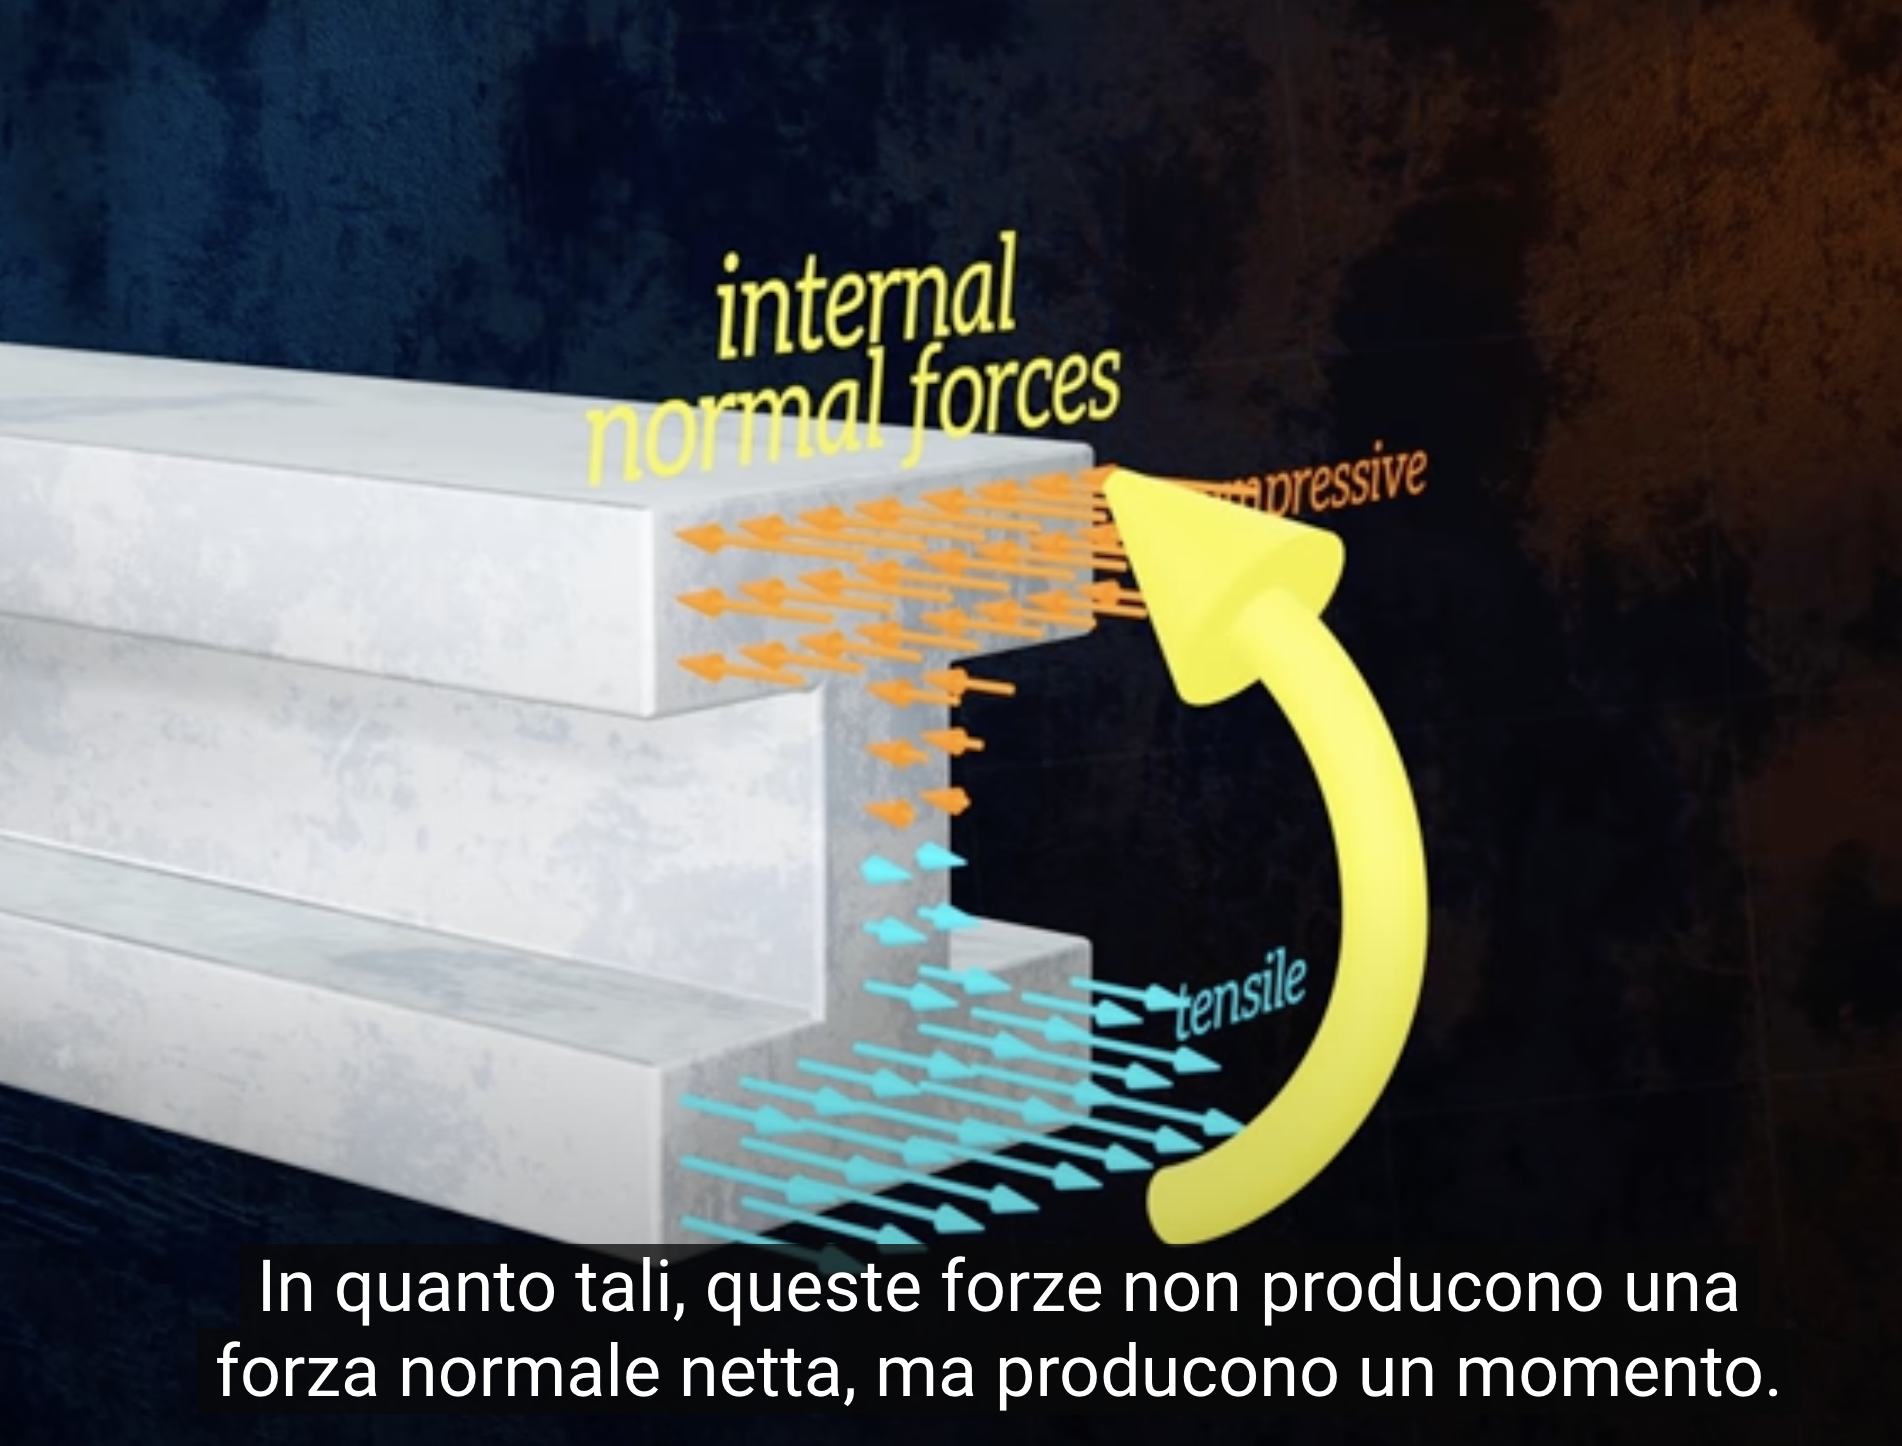 internal
normal forces
tensile
In quanto tali, queste forze non producono una
forza normale netta, ma producono un momento.